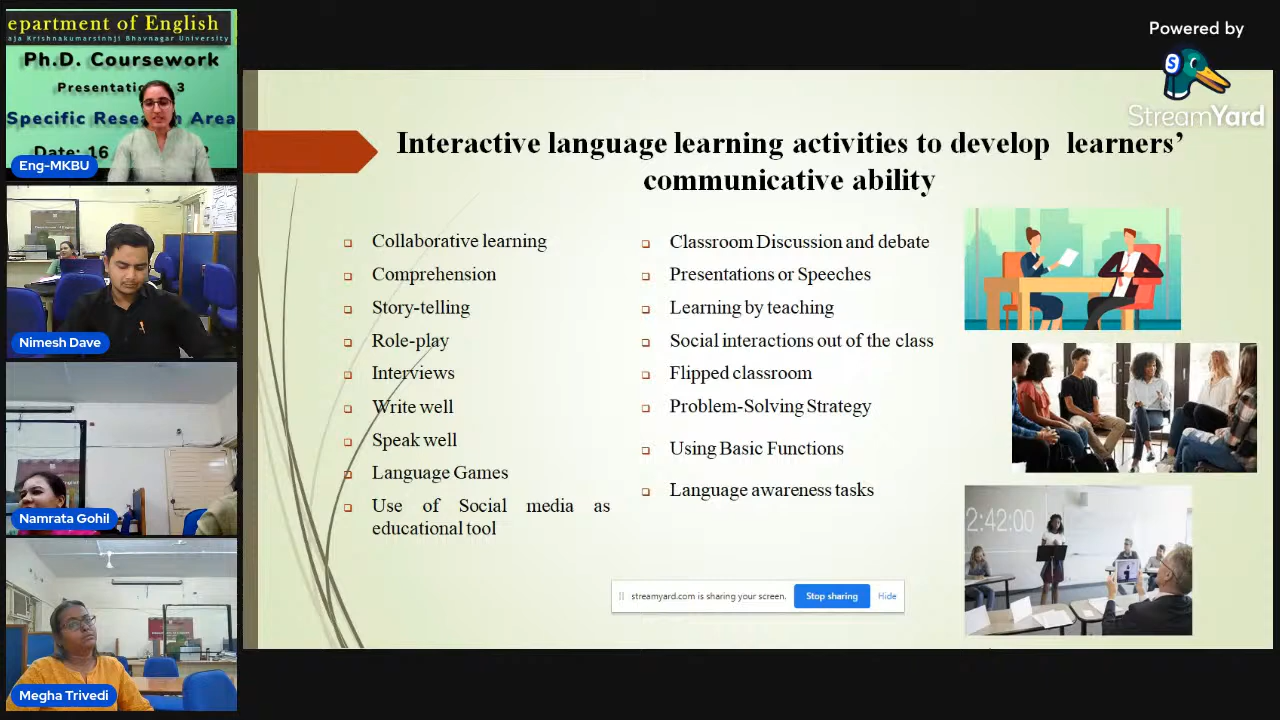 epartment of English
aja Krishnakumarsinhji Bhavnagar University
Ph.D. Coursework
Presentatio 3
Specific Resea n Area
Date: 16
Eng-MKBU
Nimesh Dave
Namrata Gohil
Megha Trivedi
Powered by
StreamYard
Interactive language learning activities to develop learners’
communicative ability
Collaborative learning
Comprehension
Story-telling
Role-play
Interviews
Write well
Speak well
Language Games
Use of Social media as
educational tool
Classroom Discussion and debate
Presentations or Speeches
Learning by teaching
Social interactions out of the class
Flipped classroom
Problem-Solving Strategy
Using Basic Functions
Language awareness tasks
2:42:00
streamyard.com is sharing your screen.
Stop sharing
Hide